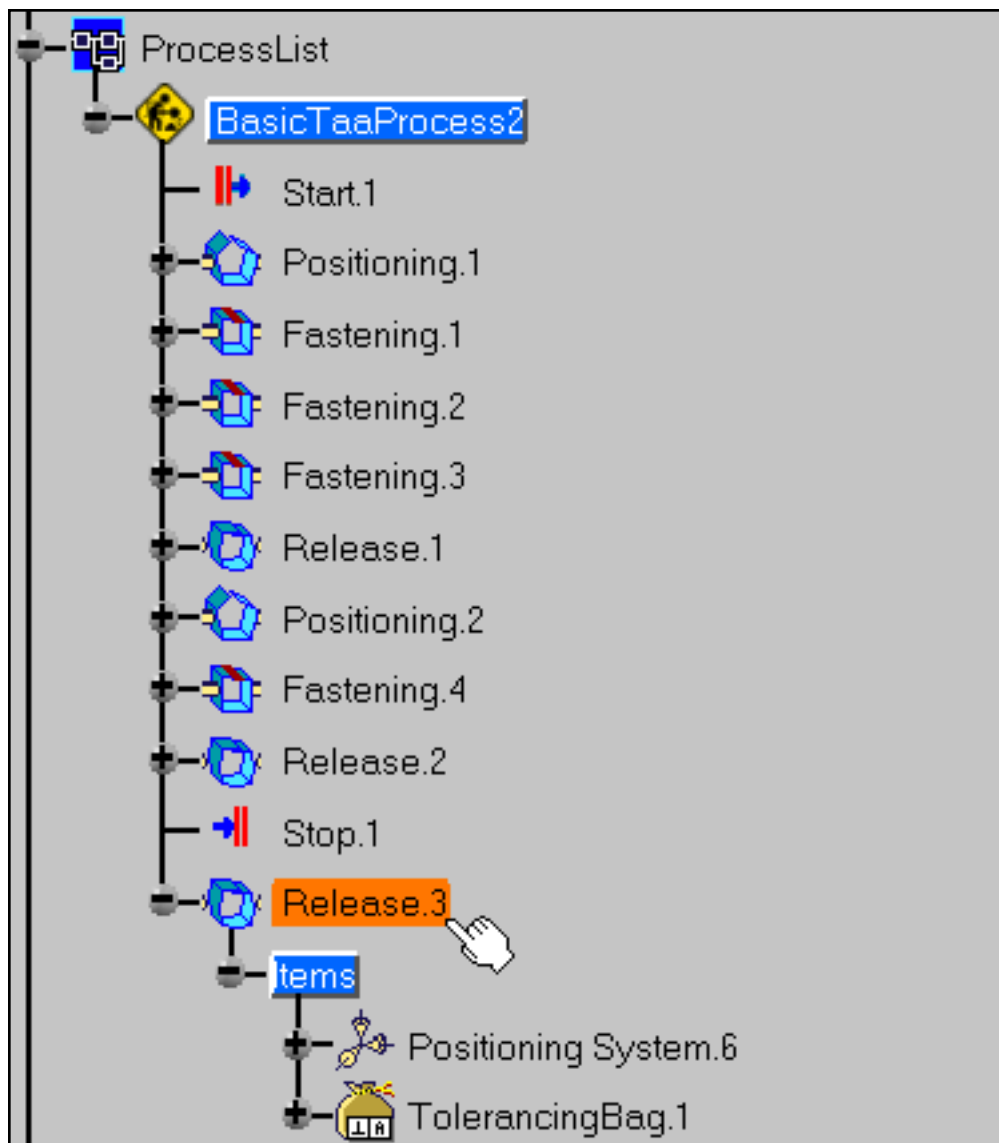 ProcessList
BasicTaaProcess2
Start.1
Positioning.1
Fastening.1
Fastening.2
Fastening.3
Release.1
Positioning.2
Fastening.4
Release.2
Stop.1
Release.3
Items
Positioning System.6
TolerancingBag.1